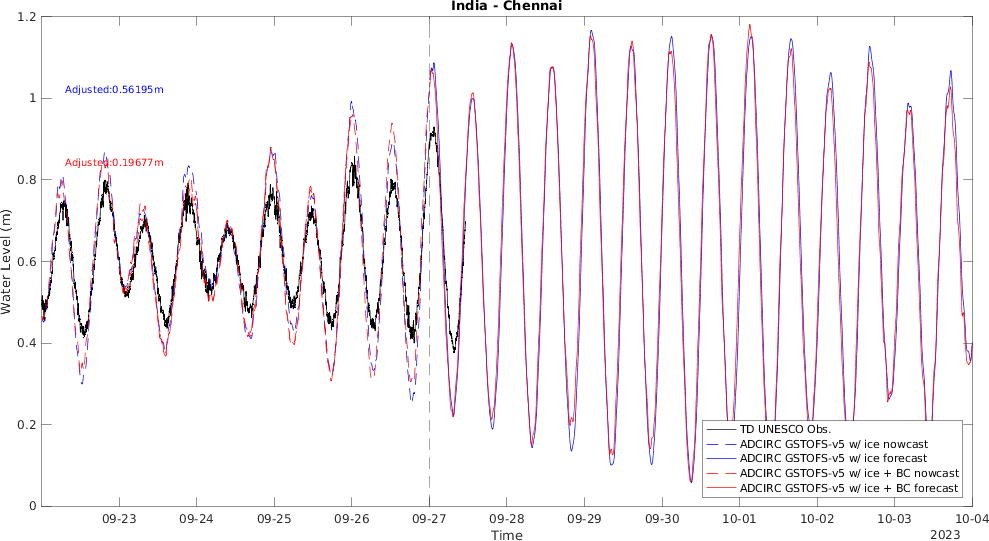 India - Chennai
1.2
1
0.8
0.6
0.4
0.2
0
Water Level (m)
Adjusted:0.56195m
Adjusted:0.19677m
TD UNESCO Obs.
ADCIRC GSTOFS-v5 w/ ice nowcast
ADCIRC GSTOFS-v5 w/ ice forecast
ADCIRC GSTOFS-v5 w/ ice + BC nowcast
ADCIRC GSTOFS-v5 w/ ice + BC forecast
09-23 09-24 09-25 09-26 09-27 09-28 09-29 09-30 10-01 10-02 10-03 10-04
Time
2023